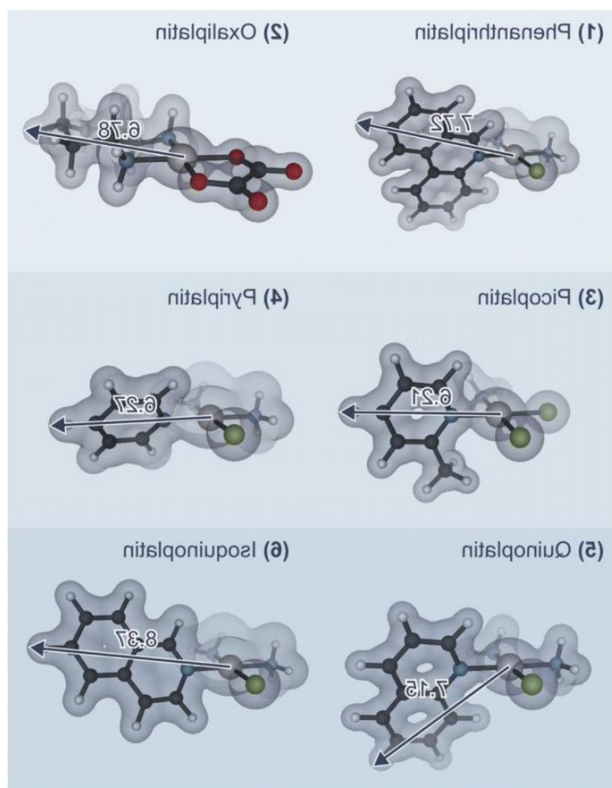 (1) Phenanthriplatin
7.72
(2) Oxaliplatin
6.78
(3) Picoplatin
6.21
(4) Pyriplatin
6.27
(5) Quinoplatin
7.15
(6) Isoquinoplatin
8.37